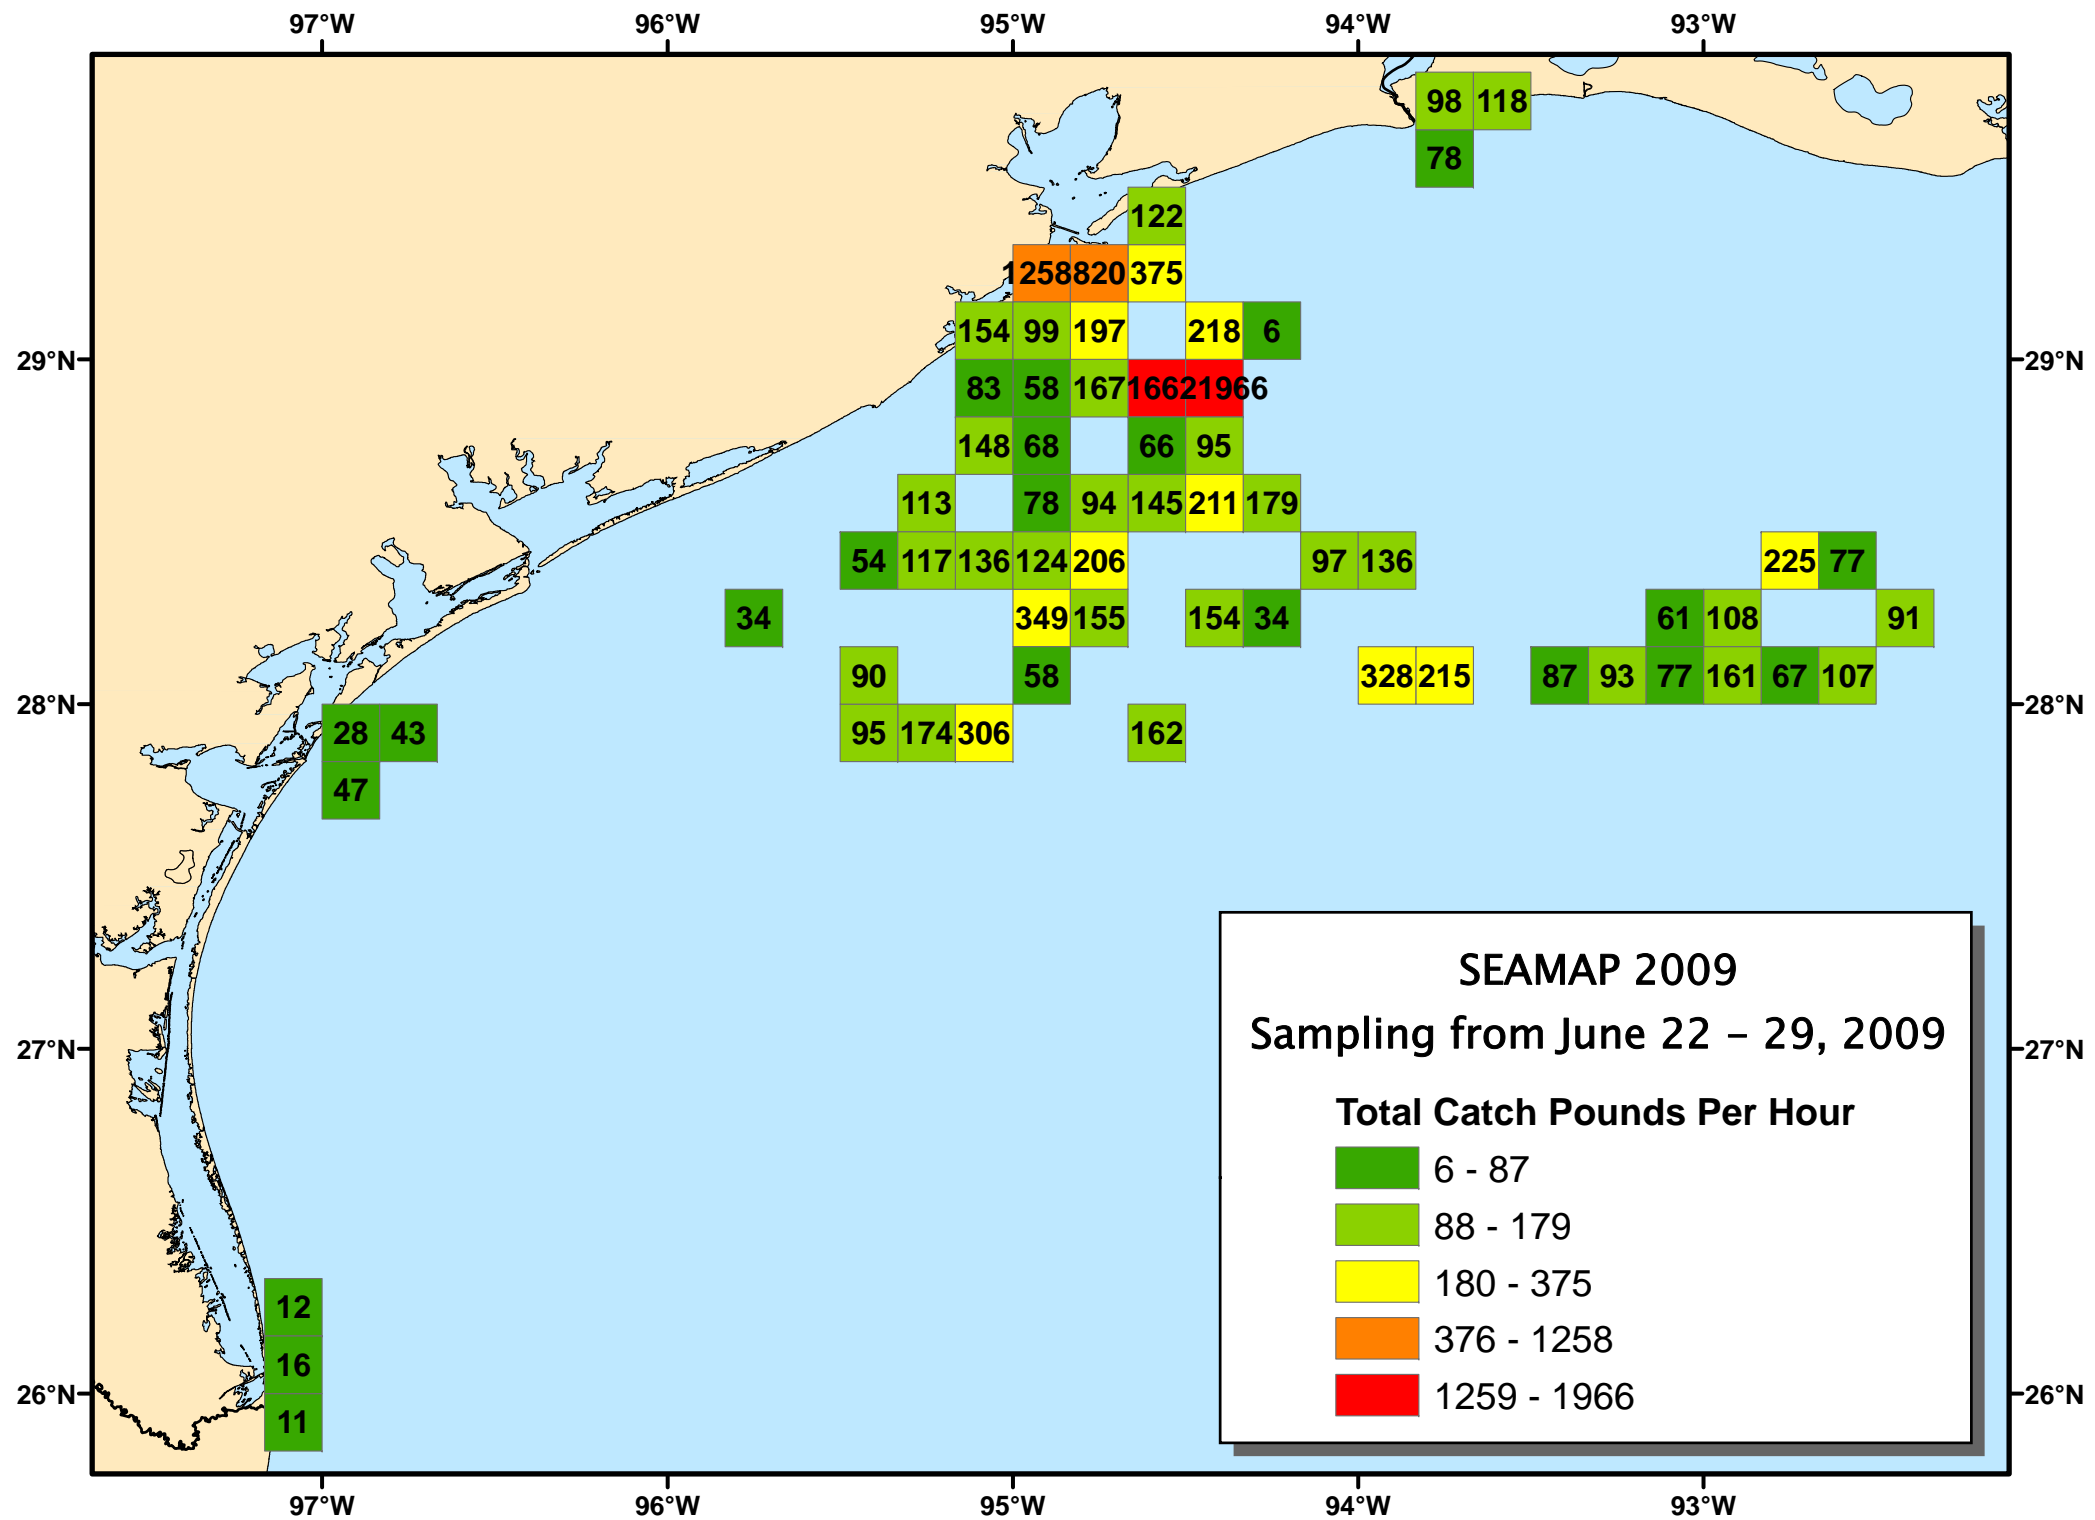 97°W 96°W 95°W 94°W 93°W
98 118
78
122
1258 820 375
154 99 197 218 6
29°N 29°N
83 58 167 1662 1966
148 68 66 95
113 78 94 145 211 179
54 117 136 124 206 97 136 225 77
34 349 155 154 34 61 108 91
90 58 328 215 87 93 77 161 67 107
28°N 28°N
28 43 95 174 306 162
47
SEAMAP 2009
Sampling from June 22 – 29, 2009
27°N 27°N
Total Catch Pounds Per Hour
6 - 87
88 - 179
180 - 375
12
376 - 1258
16
26°N 1259 - 1966 26°N
11
97°W 96°W 95°W 94°W 93°W